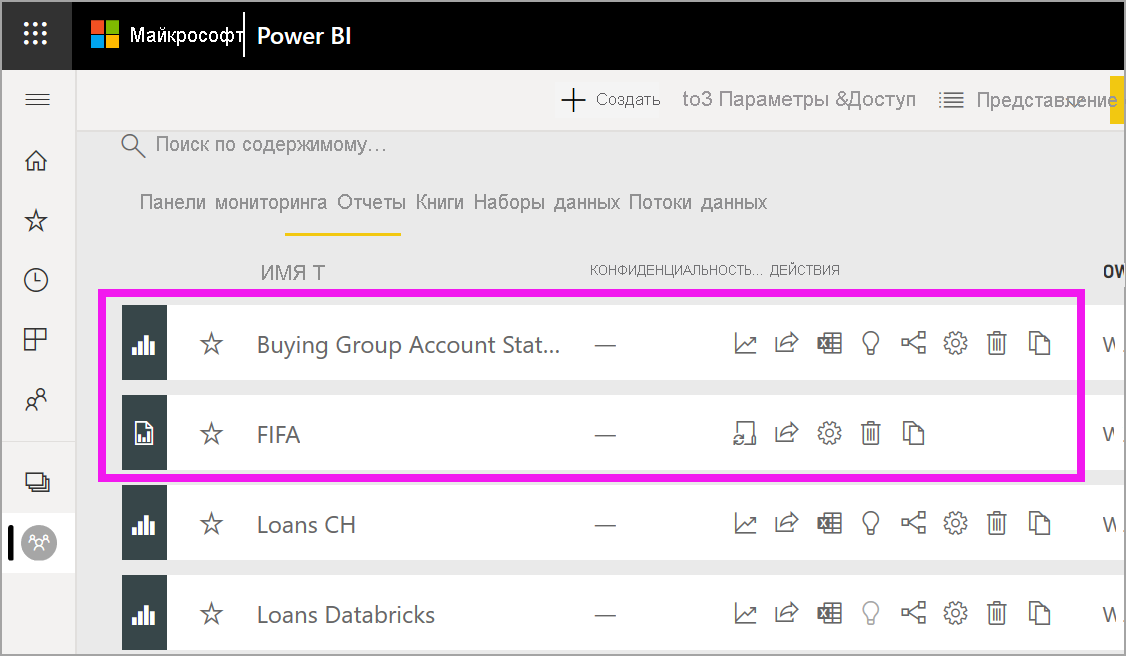 Майкрософт Power BI
Создать to3 Параметры &Доступ Представление
Поиск по содержимому...
Панели мониторинга Отчеты Книги Наборы данных Потоки данных
ИМЯ Т КОНФИДЕНЦИАЛЬНОСТЬ... ДЕЙСТВИЯ OW
Buying Group Account Stat... — W
FIFA — W
Loans CH — W
Loans Databricks — W